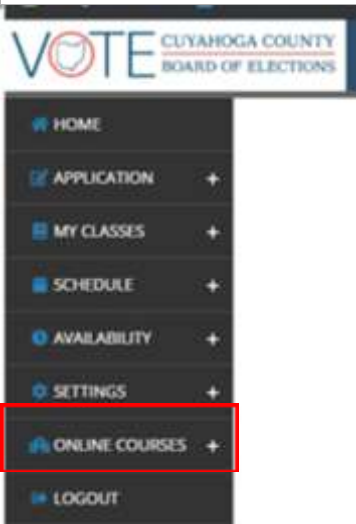 VOTE CUYAHOGA COUNTY
BOARD OF ELECTIONS
HOME
APPLICATION +
MY CLASSES +
SCHEDULE +
AVAILABILITY +
SETTINGS +
ONLINE COURSES +
LOGOUT